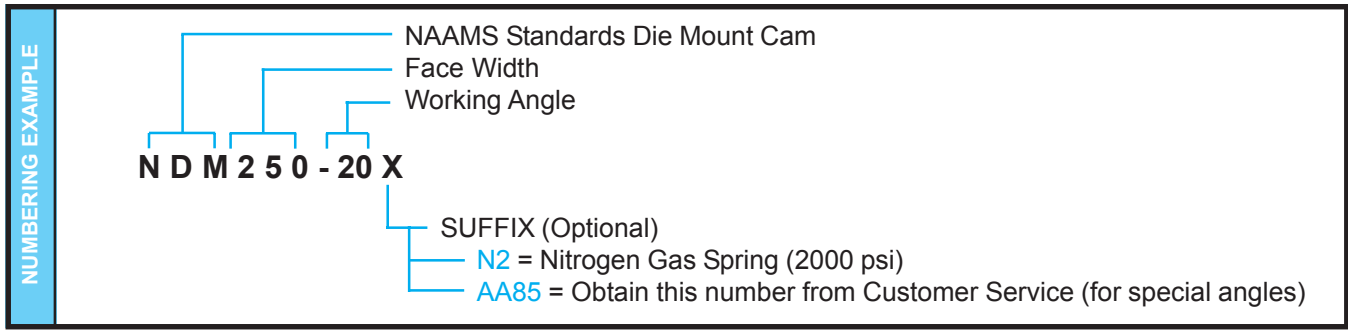 NUMBERING EXAMPLE
NAAMS Standards Die Mount Cam
Face Width
Working Angle
N D M 2 5 0 - 20 X
SUFFIX (Optional)
N2 = Nitrogen Gas Spring (2000 psi)
AA85 = Obtain this number from Customer Service (for special angles)